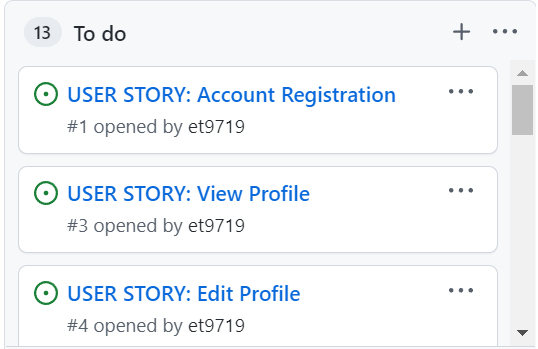 13 To do
USER STORY: Account Registration
#1 opened by et9719
USER STORY: View Profile
#3 opened by et9719
USER STORY: Edit Profile
#4 opened by et9719